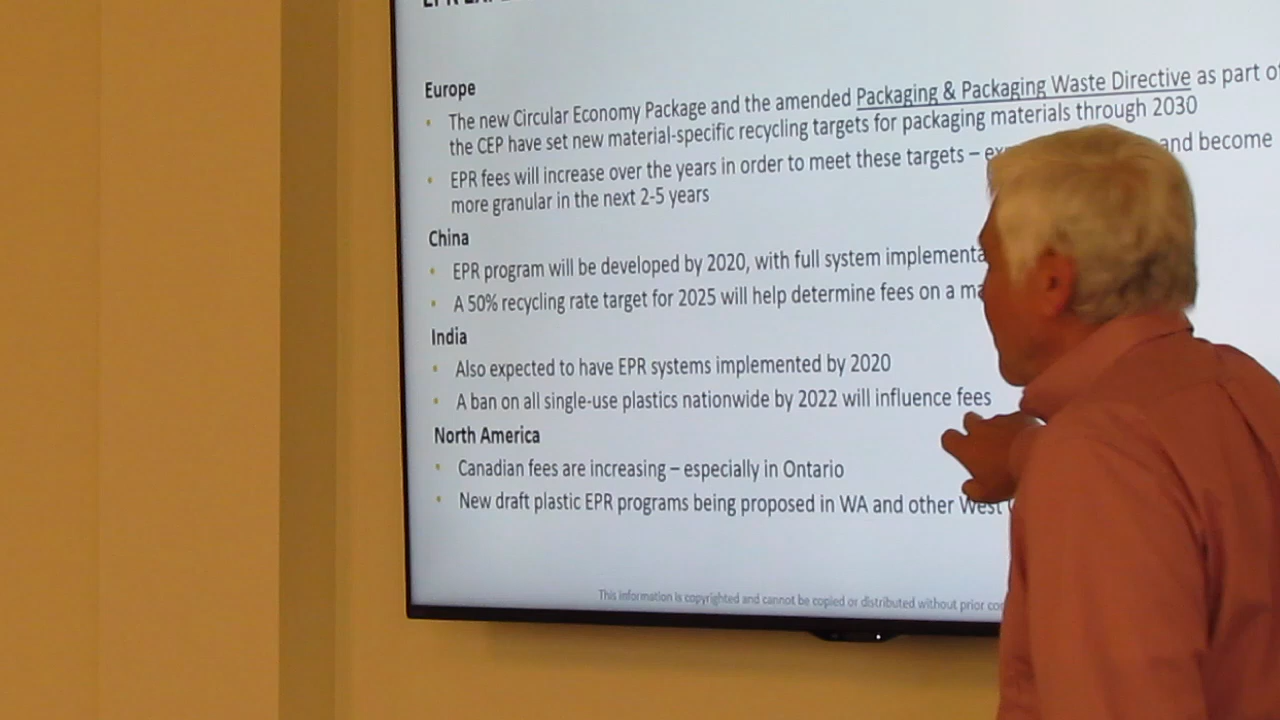 Europe
• The new Circular Economy Package and the amended Packaging & Packaging Waste Directive as part of
the CEP have set new material-specific recycling targets for packaging materials through 2030
• EPR fees will increase over the years in order to meet these targets – and become
more granular in the next 2-5 years
China
• EPR program will be developed by 2020, with full system
• A 50% recycling rate target for 2025 will help determine fees on a
India
• Also expected to have EPR systems implemented by 2020
• A ban on all single-use plastics nationwide by 2022 will influence fees
North America
• Canadian fees are increasing – especially in Ontario
• New draft plastic EPR programs being proposed in WA and other West
This information is copyrighted and cannot be copied or distributed without prior